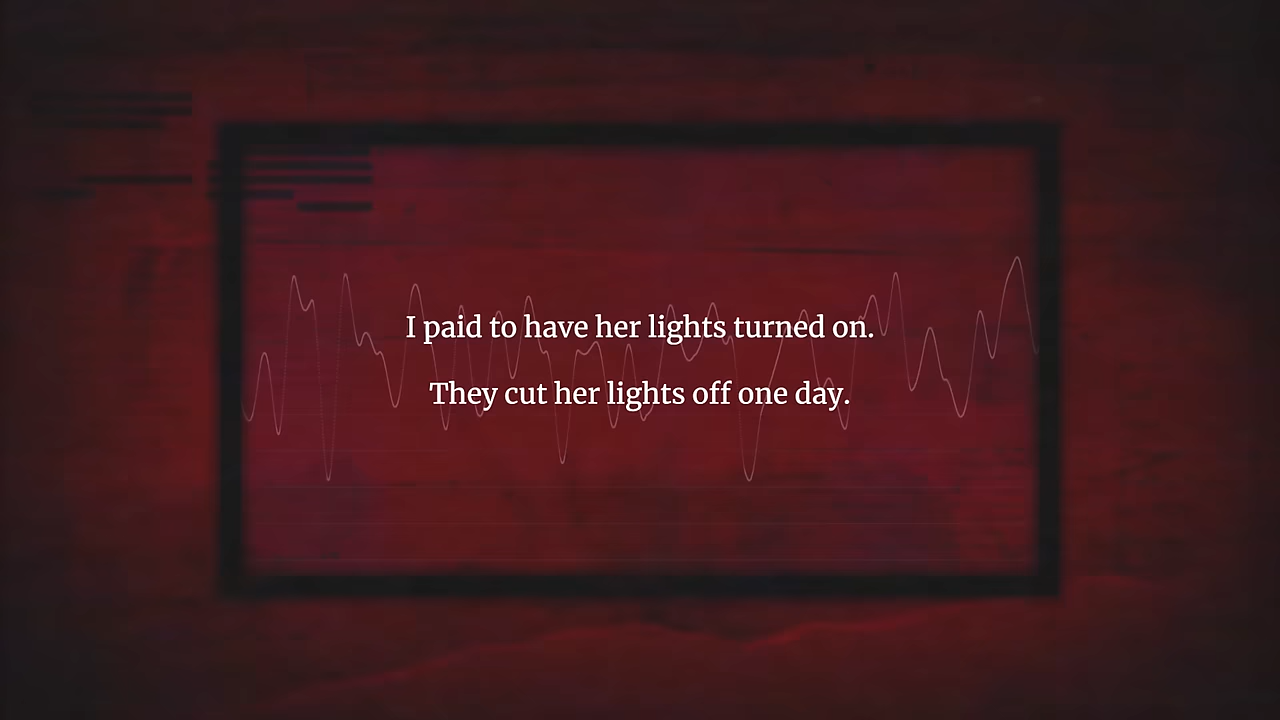 I paid to have her lights turned on.
They cut her lights off one day.